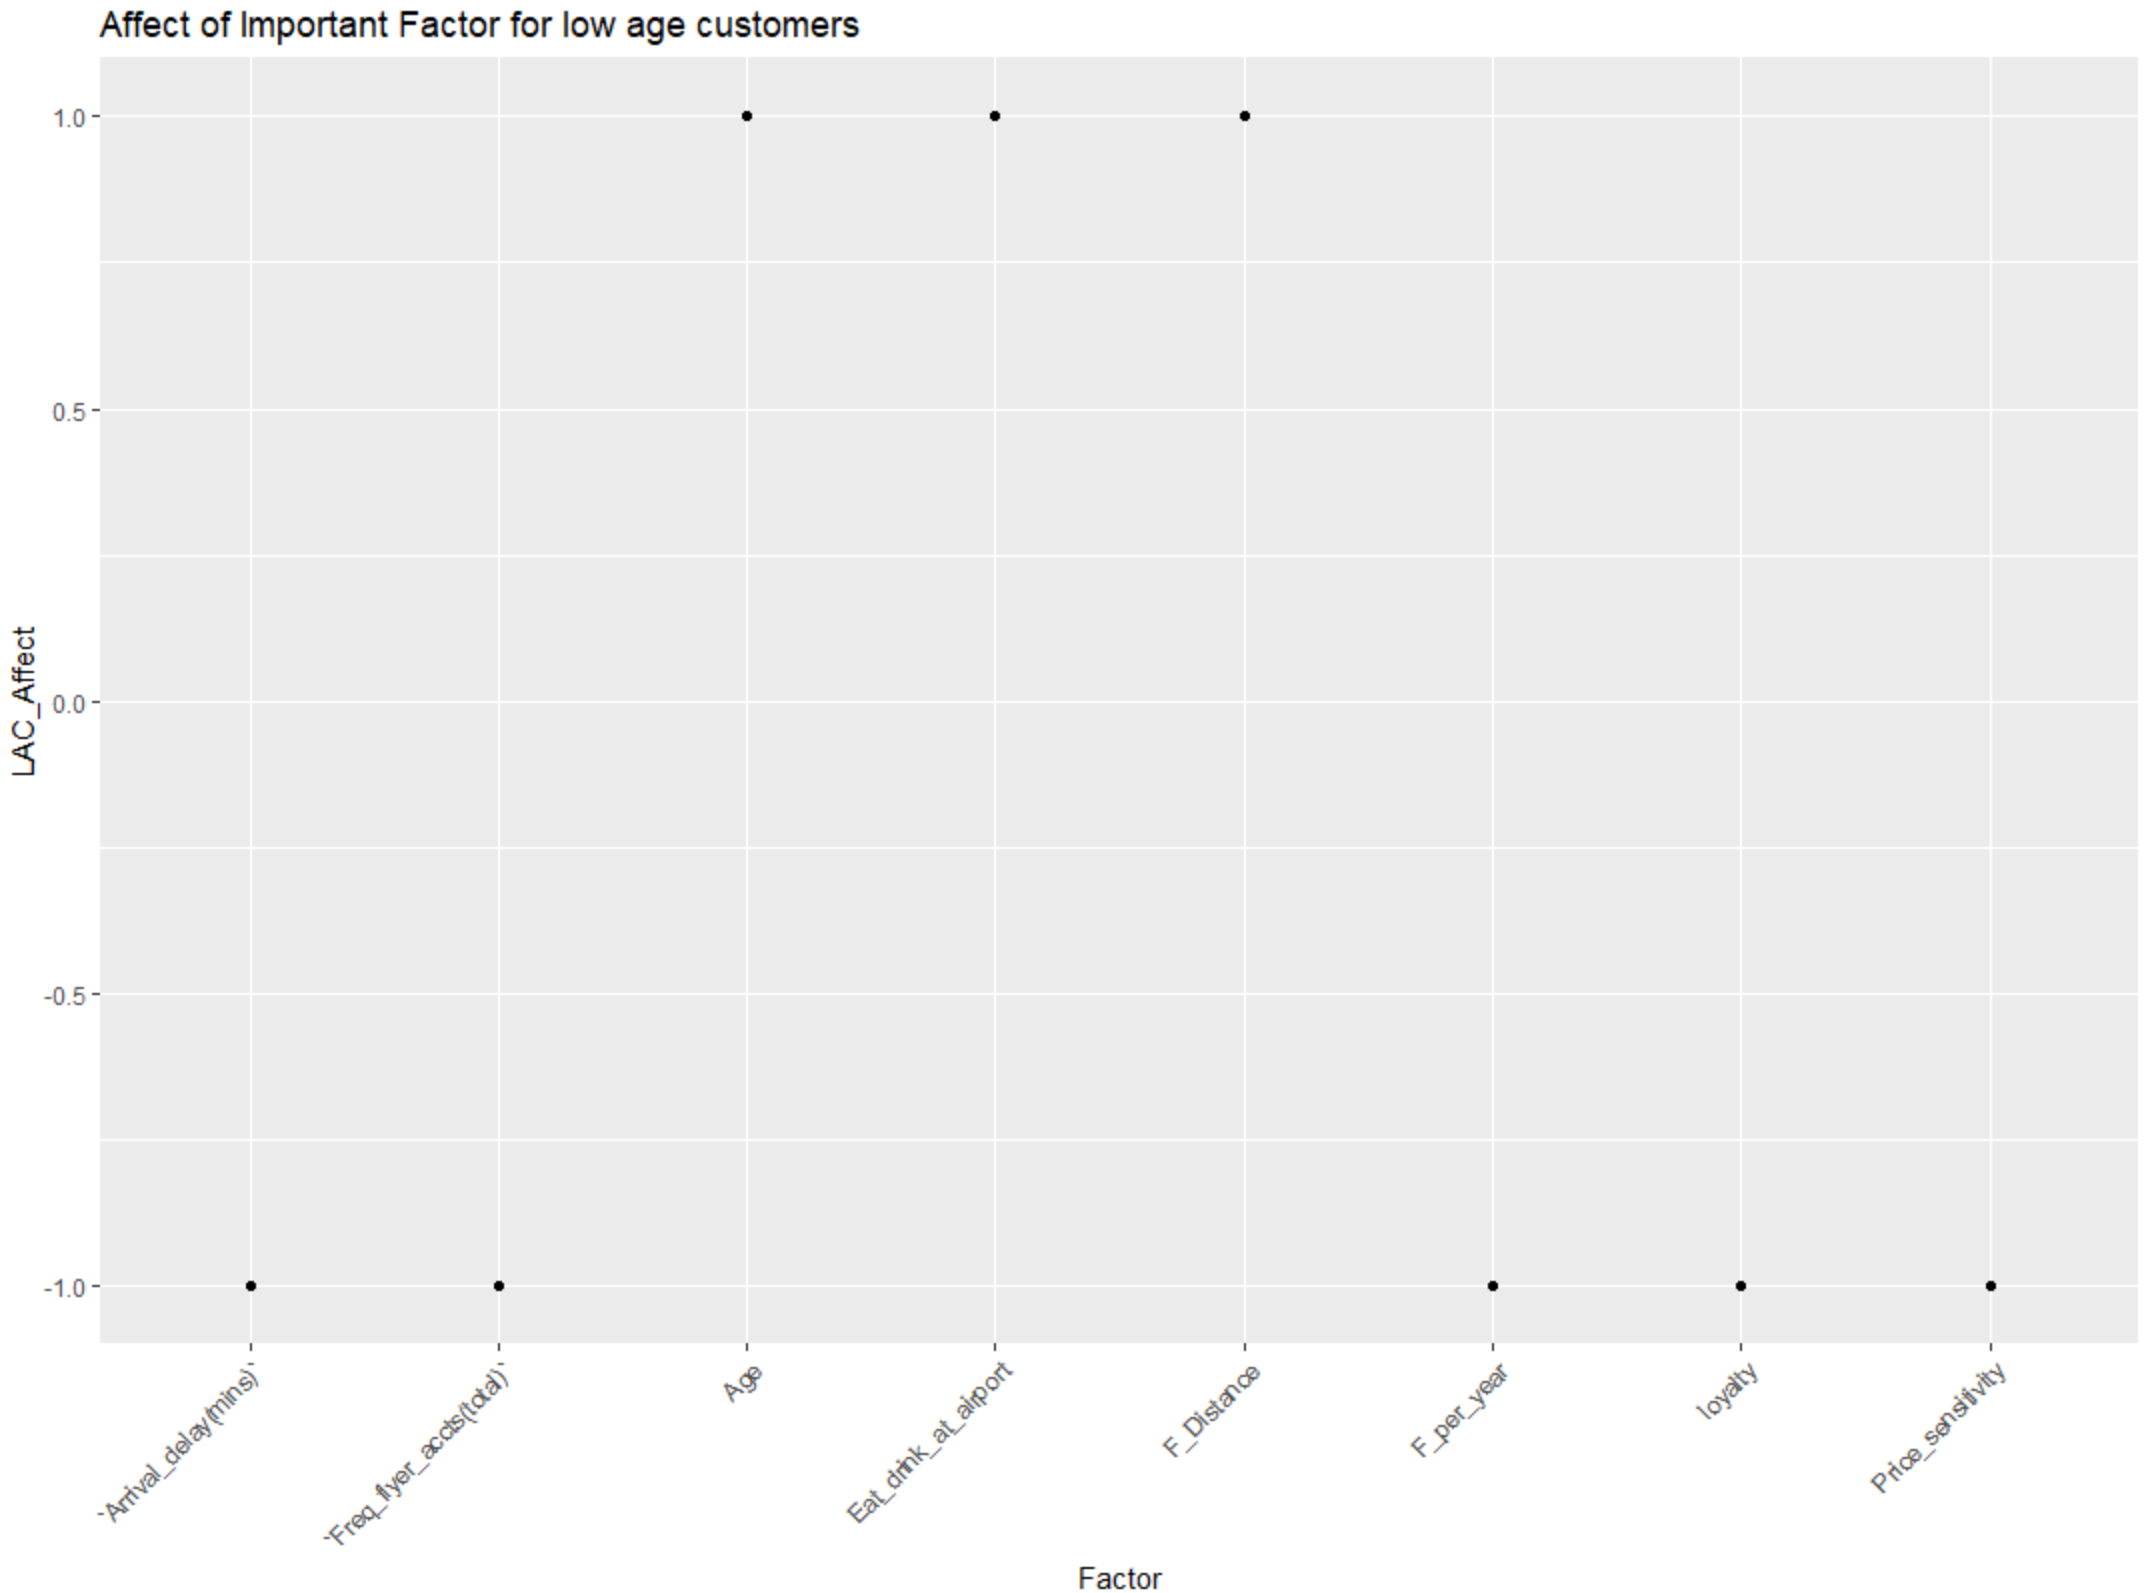 Affect of Important Factor for low age customers
LAC_Affect
1.0
0.5
0.0
-0.5
-1.0
`Arrival_delay(mins)`
`Freq_flyer_accts(total)`
Age
Eat_drink_at_airport
F_Distance
F_per_year
loyalty
Price_sensitivity
Factor